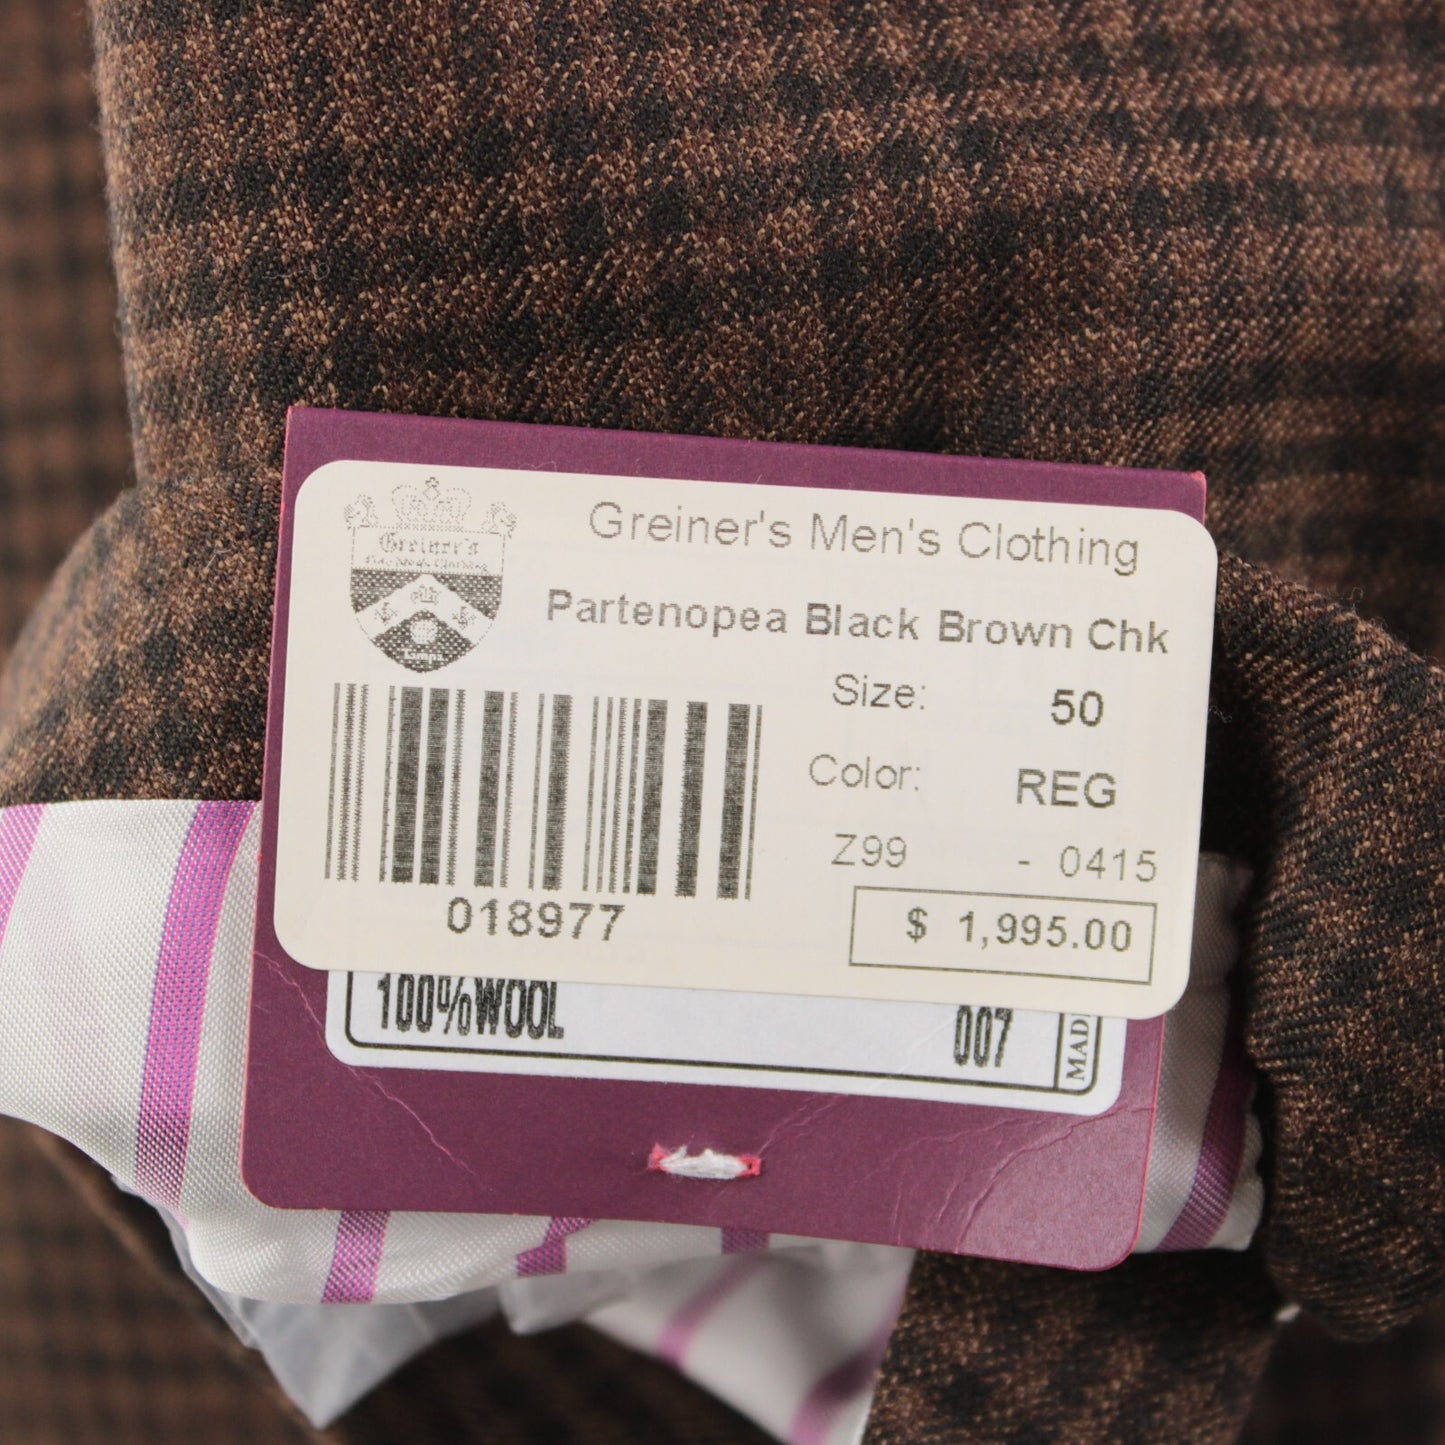 Greiner's
Greiner's Men's Clothing
Partenopea Black Brown Chk
Size: 50
Color: REG
Z99 - 0415
018977
$ 1,995.00
100%WOOL 007
MAD